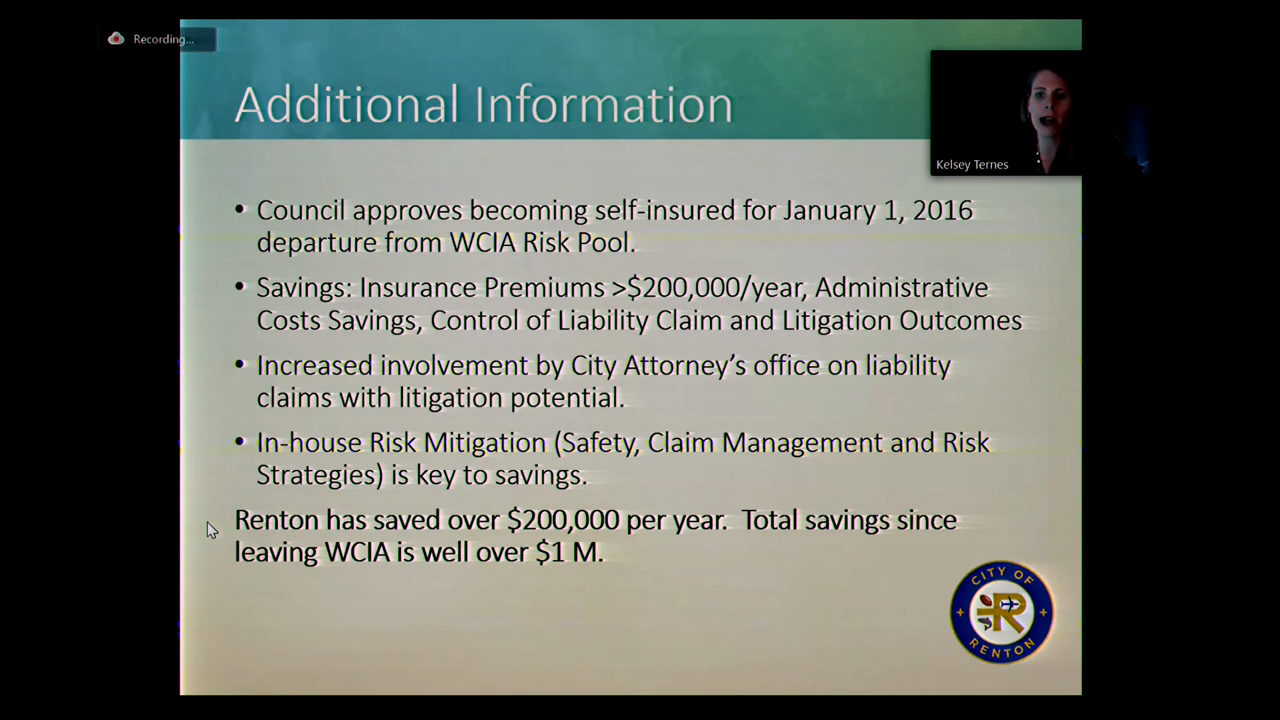 Recording...
Additional Information
Kelsey Ternes
• Council approves becoming self-insured for January 1, 2016
departure from WCIA Risk Pool.
• Savings: Insurance Premiums >$200,000/year, Administrative
Costs Savings, Control of Liability Claim and Litigation Outcomes
• Increased involvement by City Attorney’s office on liability
claims with litigation potential.
• In-house Risk Mitigation (Safety, Claim Management and Risk
Strategies) is key to savings.
Renton has saved over $200,000 per year.  Total savings since
leaving WCIA is well over $1 M.
CITY OF
R
RENTON